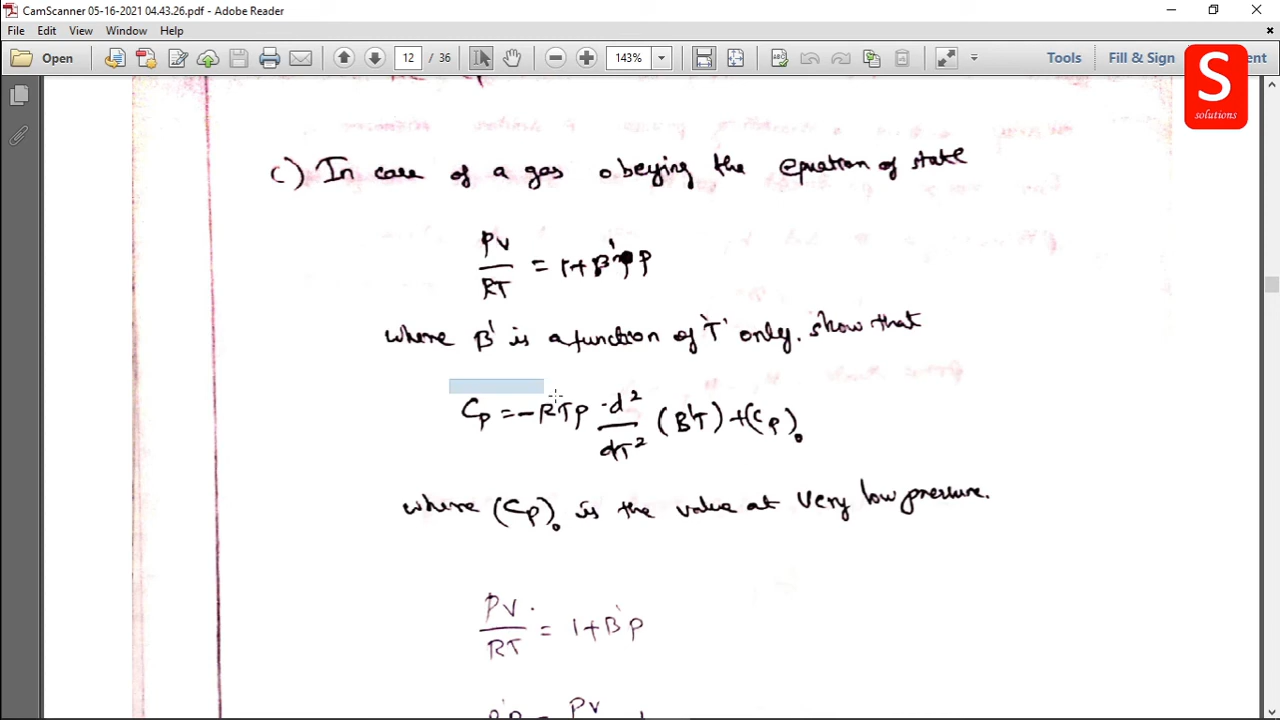 CamScanner 05-16-2021 04.43.26.pdf - Adobe Reader
File Edit View Window Help
Open 12 / 36 143% Tools Fill & Sign
S
solutions
c) In case of a gas obeying the equation of state
PV/RT = 1+B'P
where B' is a function of 'T' only. show that
Cp = -RTP d²/dT² (B'T) + (Cp)₀
where (Cp)₀ is the value at very low pressure.
PV/RT = 1+B'P